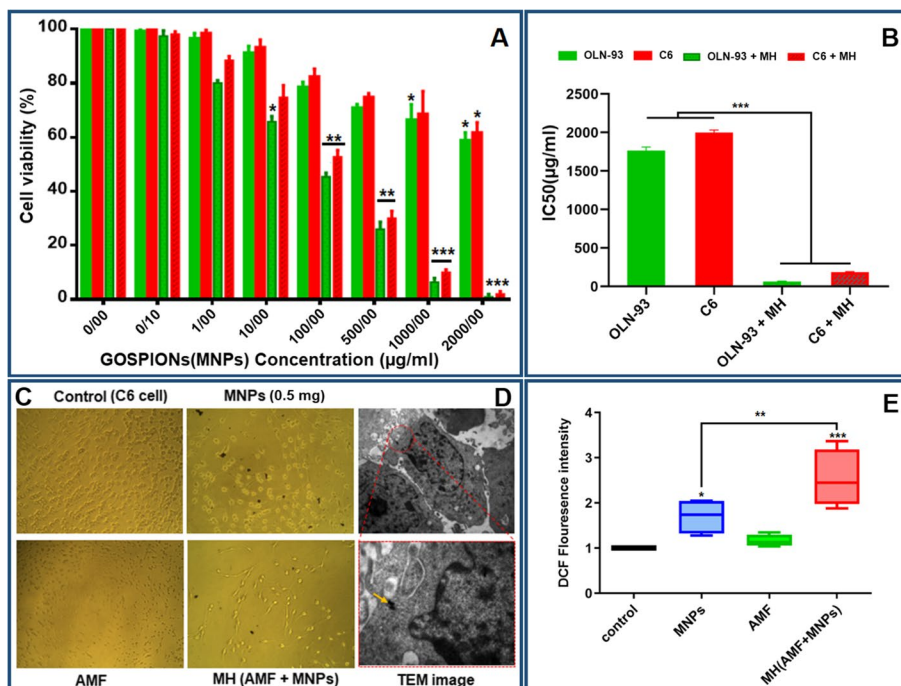 A
Cell viability (%)
100
80
60
40
20
0
*
**
**
*
***
*
*
***
0/00
0/10
1/00
10/00
100/00
500/00
1000/00
2000/00
GOSPIONs(MNPs) Concentration (μg/ml)
B
OLN-93
C6
OLN-93 + MH
C6 + MH
IC50(μg/ml)
2500
2000
1500
1000
500
0
***
OLN-93
C6
OLN-93 + MH
C6 + MH
C
Control (C6 cell)
MNPs (0.5 mg)
D
AMF
MH (AMF + MNPs)
TEM image
E
DCF Flouresence intensity
4
3
2
1
0
*
**
***
control
MNPs
AMF
MH(AMF+MNPs)